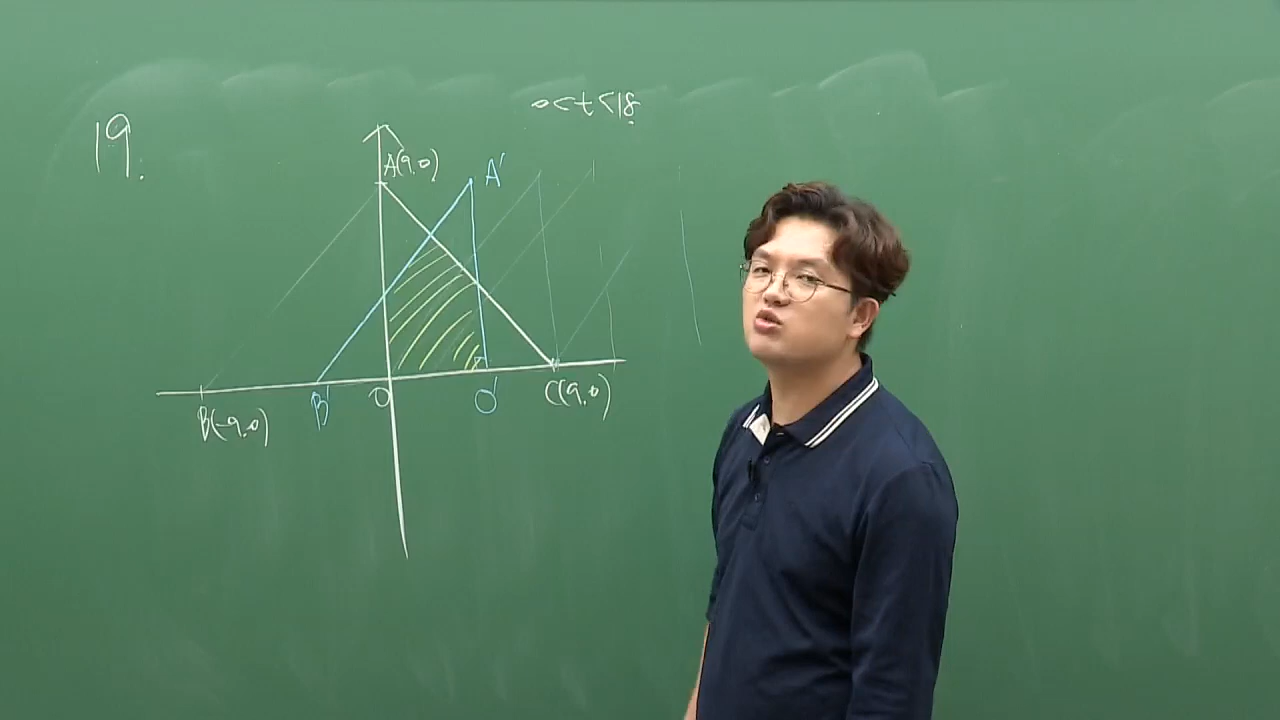 19.
0<t<18
A(9,0)
A'
B'
O
O'
C(9,0)
B(-9,0)